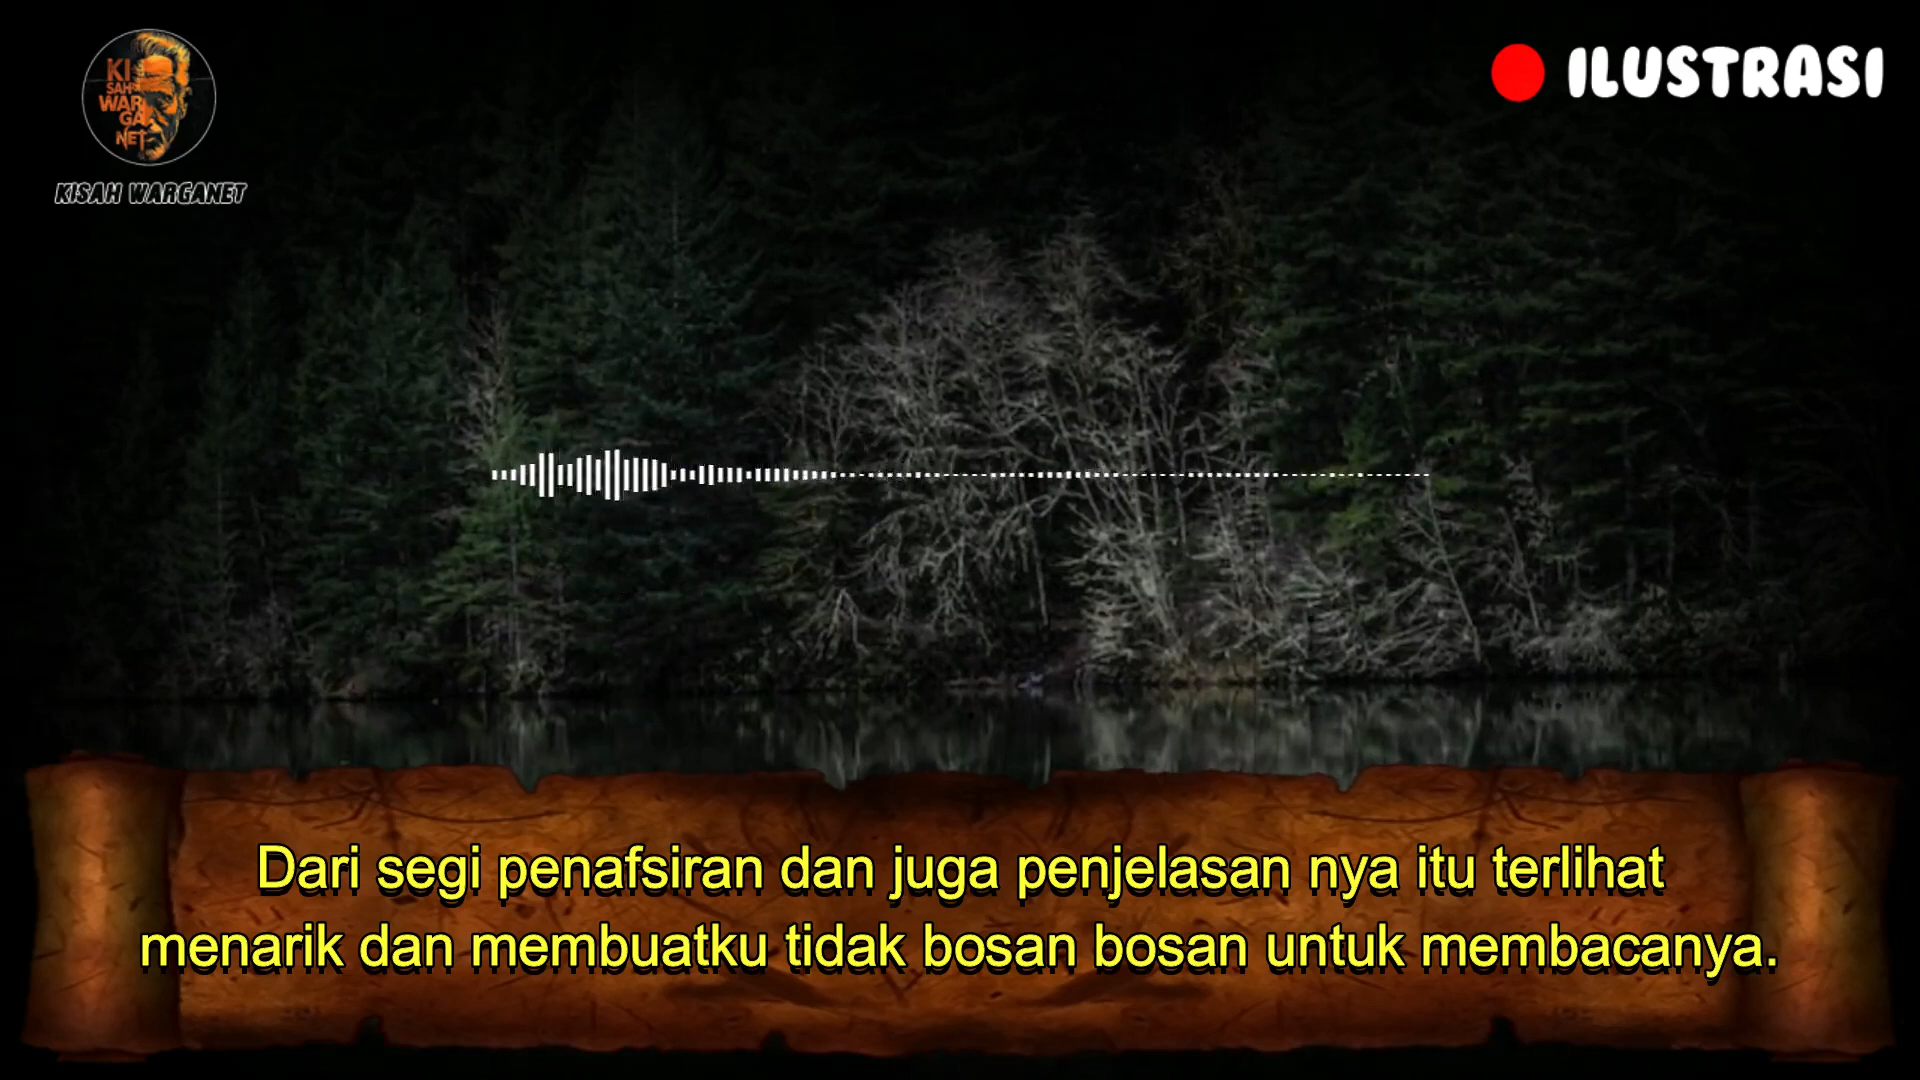 KI
SAH
WAR
GA
NET
KISAH WARGANET
ILUSTRASI
Dari segi penafsiran dan juga penjelasan nya itu terlihat
menarik dan membuatku tidak bosan bosan untuk membacanya.